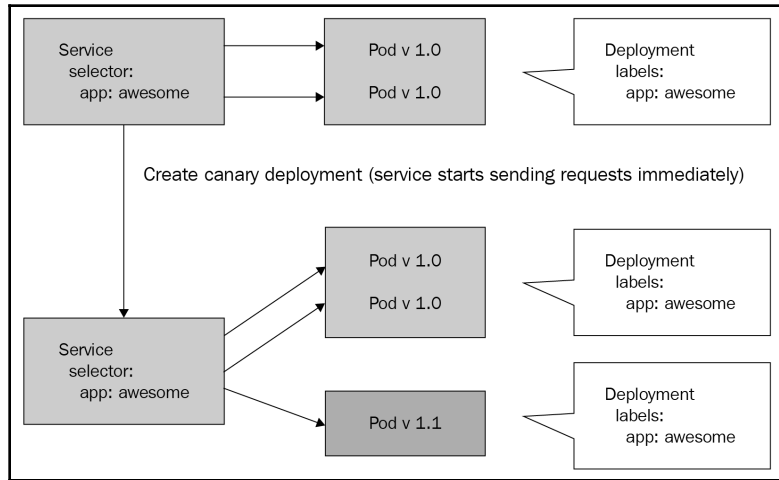 Service
selector:
app: awesome
Pod v 1.0
Pod v 1.0
Deployment
labels:
app: awesome
Create canary deployment (service starts sending requests immediately)
Service
selector:
app: awesome
Pod v 1.0
Pod v 1.0
Deployment
labels:
app: awesome
Pod v 1.1
Deployment
labels:
app: awesome